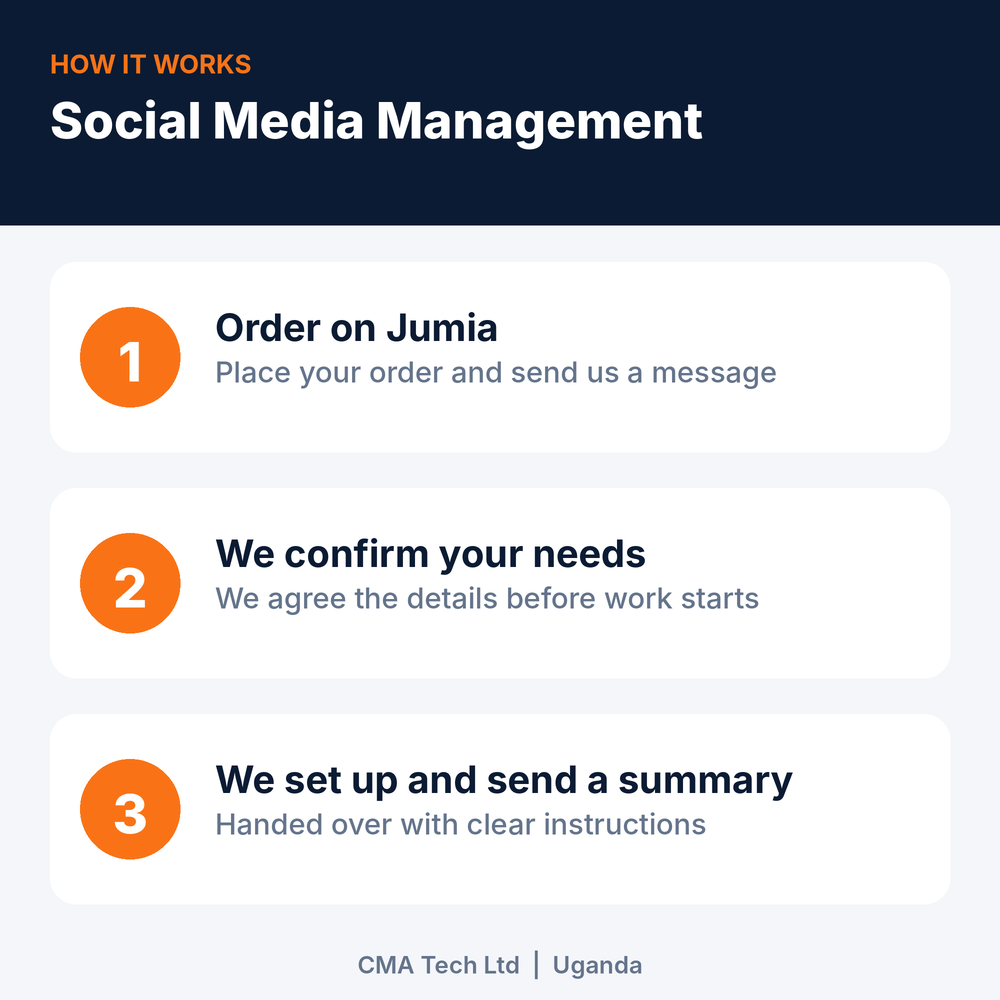 HOW IT WORKS
Social Media Management
1
Order on Jumia
Place your order and send us a message
2
We confirm your needs
We agree the details before work starts
3
We set up and send a summary
Handed over with clear instructions
CMA Tech Ltd | Uganda